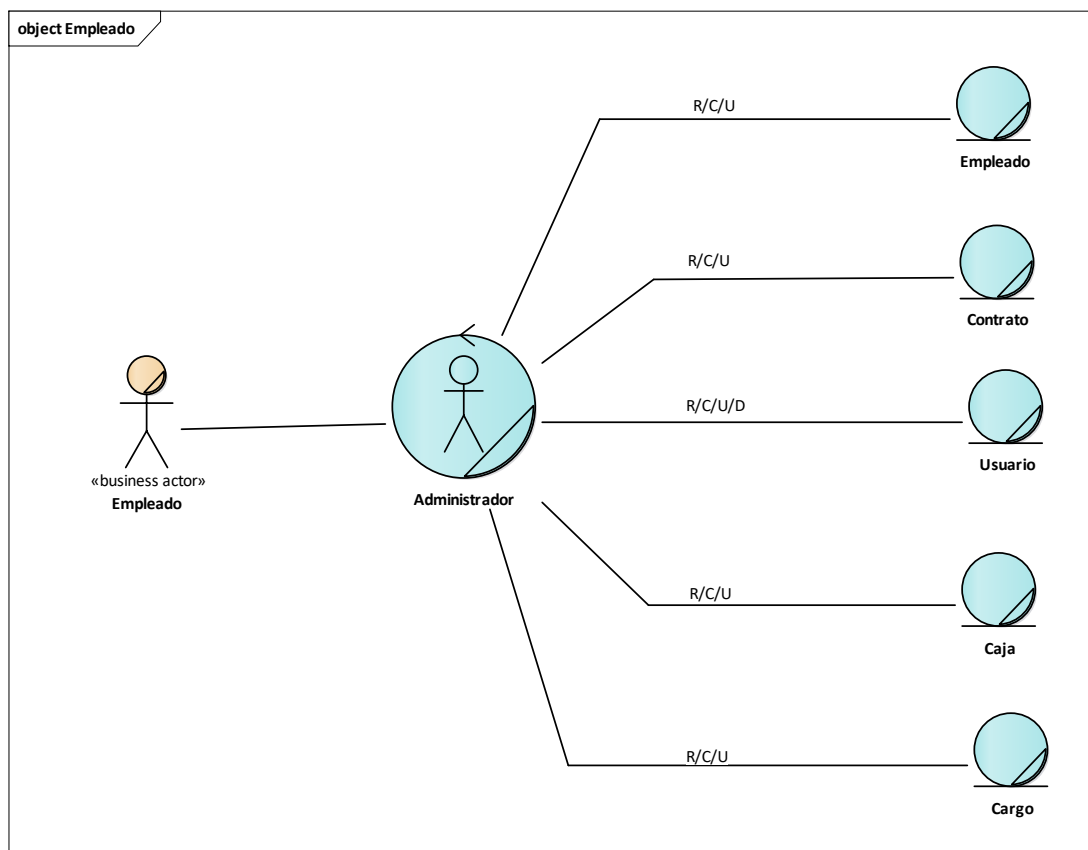 object Empleado
R/C/U
Empleado
R/C/U
Contrato
R/C/U/D
Usuario
«business actor»
Empleado
Administrador
R/C/U
Caja
R/C/U
Cargo